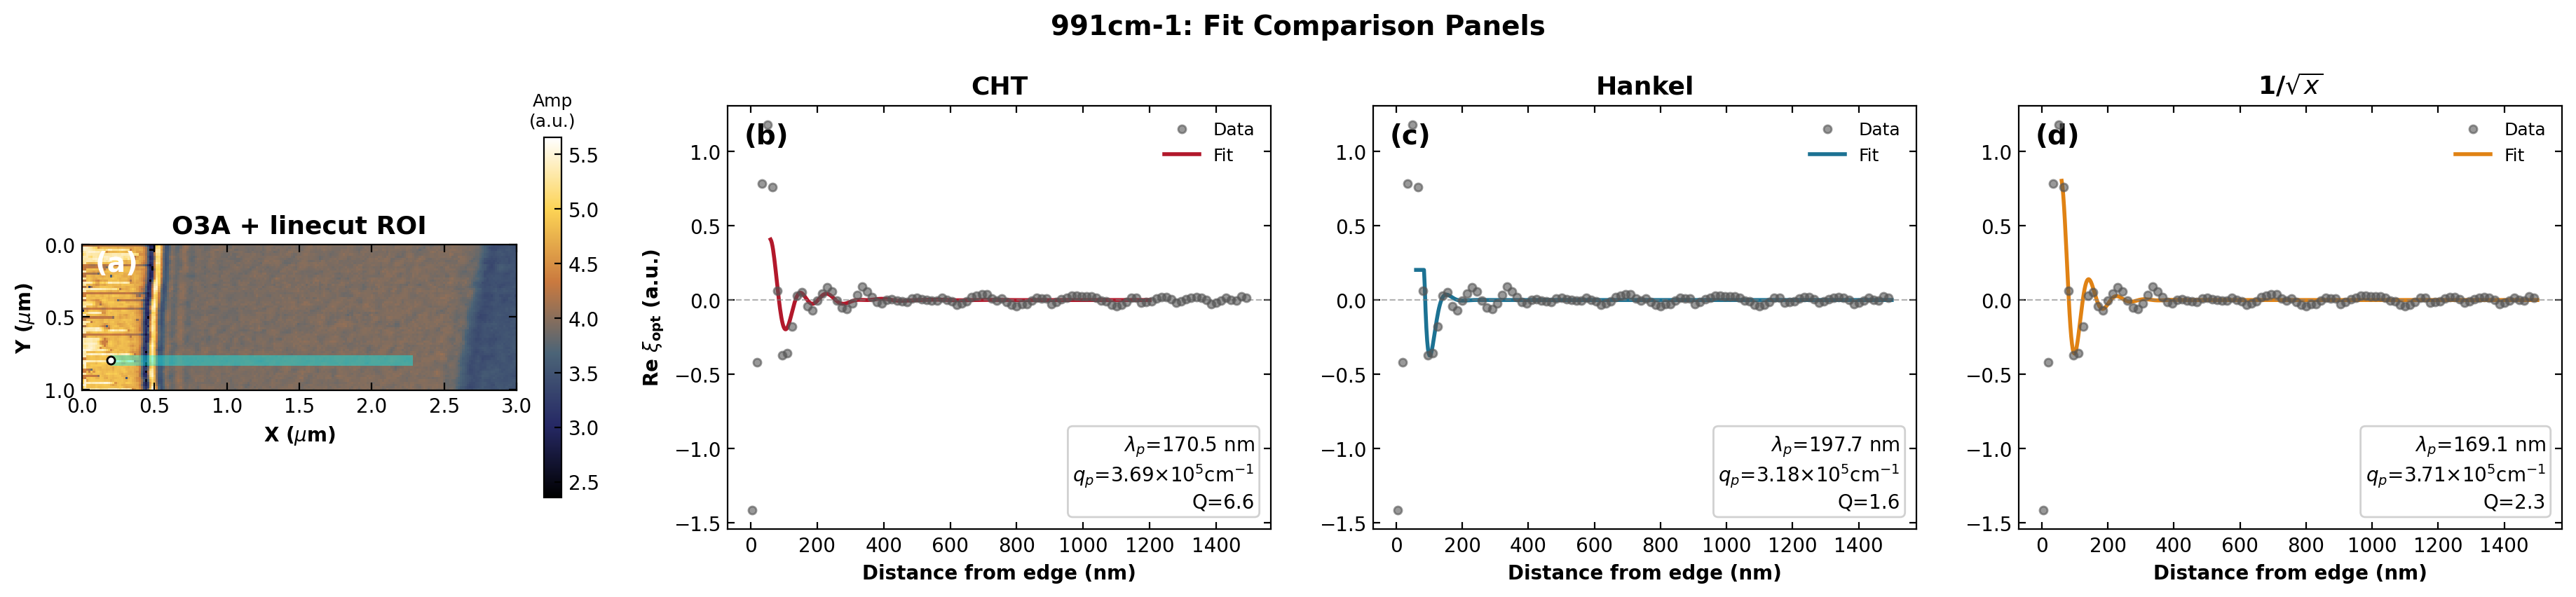 991cm-1: Fit Comparison Panels
O3A + linecut ROI
(a)
Y (μm)
0.0
0.5
1.0
0.0 0.5 1.0 1.5 2.0 2.5 3.0
X (μm)
Amp
(a.u.)
5.5
5.0
4.5
4.0
3.5
3.0
2.5
CHT
(b)
Data
Fit
Re ξopt (a.u.)
1.0
0.5
0.0
−0.5
−1.0
−1.5
λp=170.5 nm
qp=3.69×10⁵cm⁻¹
Q=6.6
0 200 400 600 800 1000 1200 1400
Distance from edge (nm)
Hankel
(c)
Data
Fit
1.0
0.5
0.0
−0.5
−1.0
−1.5
λp=197.7 nm
qp=3.18×10⁵cm⁻¹
Q=1.6
0 200 400 600 800 1000 1200 1400
Distance from edge (nm)
1/√x
(d)
Data
Fit
1.0
0.5
0.0
−0.5
−1.0
−1.5
λp=169.1 nm
qp=3.71×10⁵cm⁻¹
Q=2.3
0 200 400 600 800 1000 1200 1400
Distance from edge (nm)